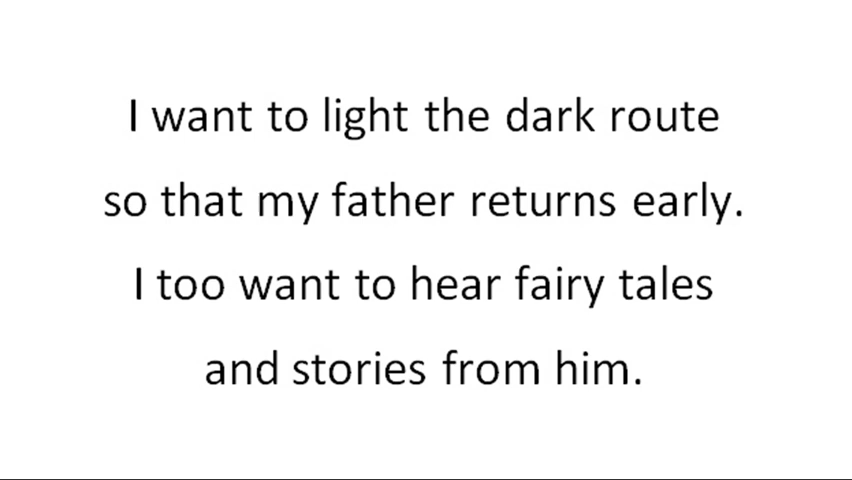 I want to light the dark route
so that my father returns early.
I too want to hear fairy tales
and stories from him.